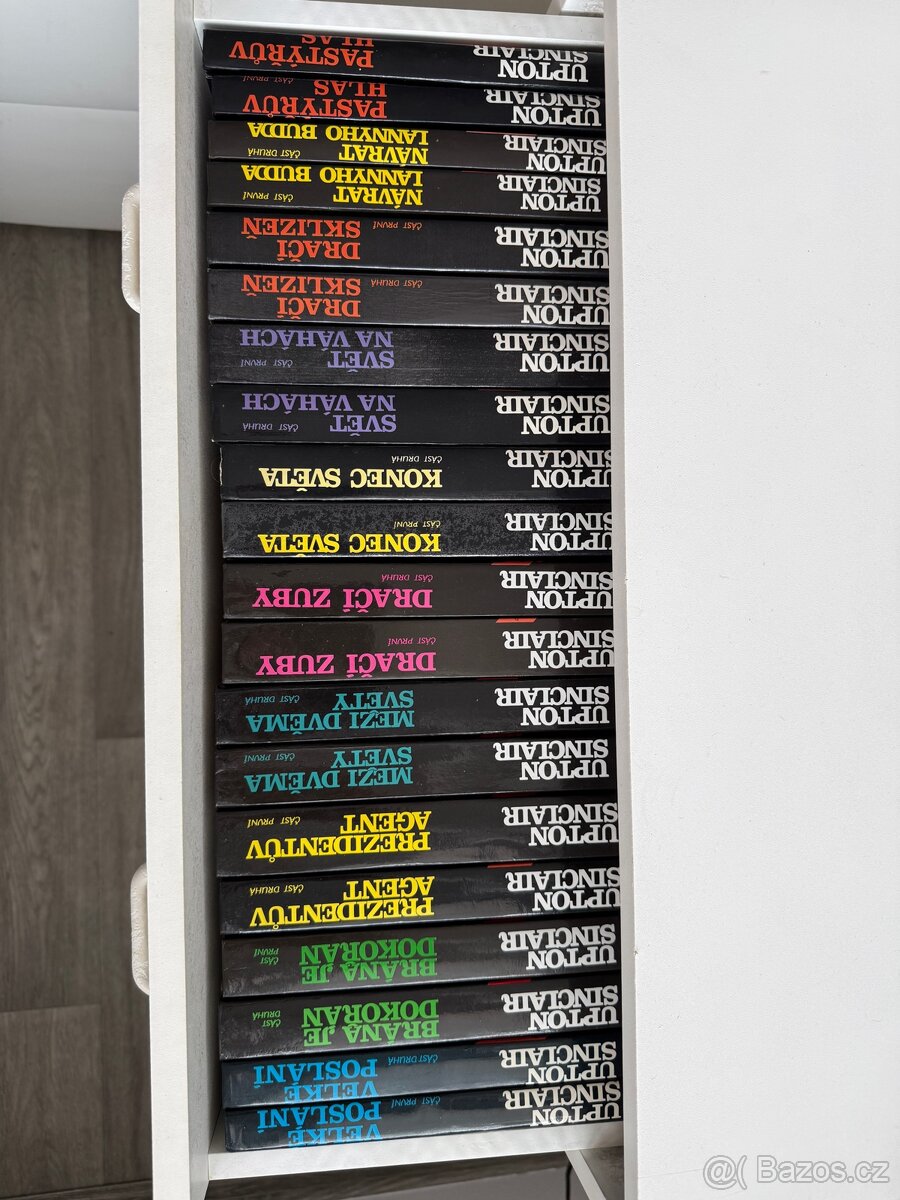 UPTON
SINCLAIR
VELKÉ
POSLÁNÍ
ČÁST PRVNÍ
UPTON
SINCLAIR
VELKÉ
POSLÁNÍ
ČÁST DRUHÁ
UPTON
SINCLAIR
BRÁNA JE
DOKOŘÁN
ČÁST
DRUHÁ
UPTON
SINCLAIR
BRÁNA JE
DOKOŘÁN
ČÁST
PRVNÍ
UPTON
SINCLAIR
PREZIDENTŮV
AGENT
ČÁST DRUHÁ
UPTON
SINCLAIR
PREZIDENTŮV
AGENT
ČÁST PRVNÍ
UPTON
SINCLAIR
MEZI DVĚMA
SVĚTY
ČÁST PRVNÍ
UPTON
SINCLAIR
MEZI DVĚMA
SVĚTY
ČÁST DRUHÁ
UPTON
SINCLAIR
DRAČÍ ZUBY
ČÁST PRVNÍ
UPTON
SINCLAIR
DRAČÍ ZUBY
ČÁST DRUHÁ
UPTON
SINCLAIR
KONEC SVĚTA
ČÁST PRVNÍ
UPTON
SINCLAIR
KONEC SVĚTA
ČÁST DRUHÁ
UPTON
SINCLAIR
SVĚT
NA VÁHÁCH
ČÁST DRUHÁ
UPTON
SINCLAIR
SVĚT
NA VÁHÁCH
ČÁST PRVNÍ
UPTON
SINCLAIR
DRAČÍ
SKLIZEŇ
ČÁST DRUHÁ
UPTON
SINCLAIR
DRAČÍ
SKLIZEŇ
ČÁST PRVNÍ
UPTON
SINCLAIR
NÁVRAT
LANNYHO BUDDA
ČÁST PRVNÍ
UPTON
SINCLAIR
NÁVRAT
LANNYHO BUDDA
ČÁST DRUHÁ
UPTON
SINCLAIR
PASTÝŘŮV
HLAS
ČÁST PRVNÍ
UPTON
SINCLAIR
PASTÝŘŮV
HLAS
@( Bazos.cz